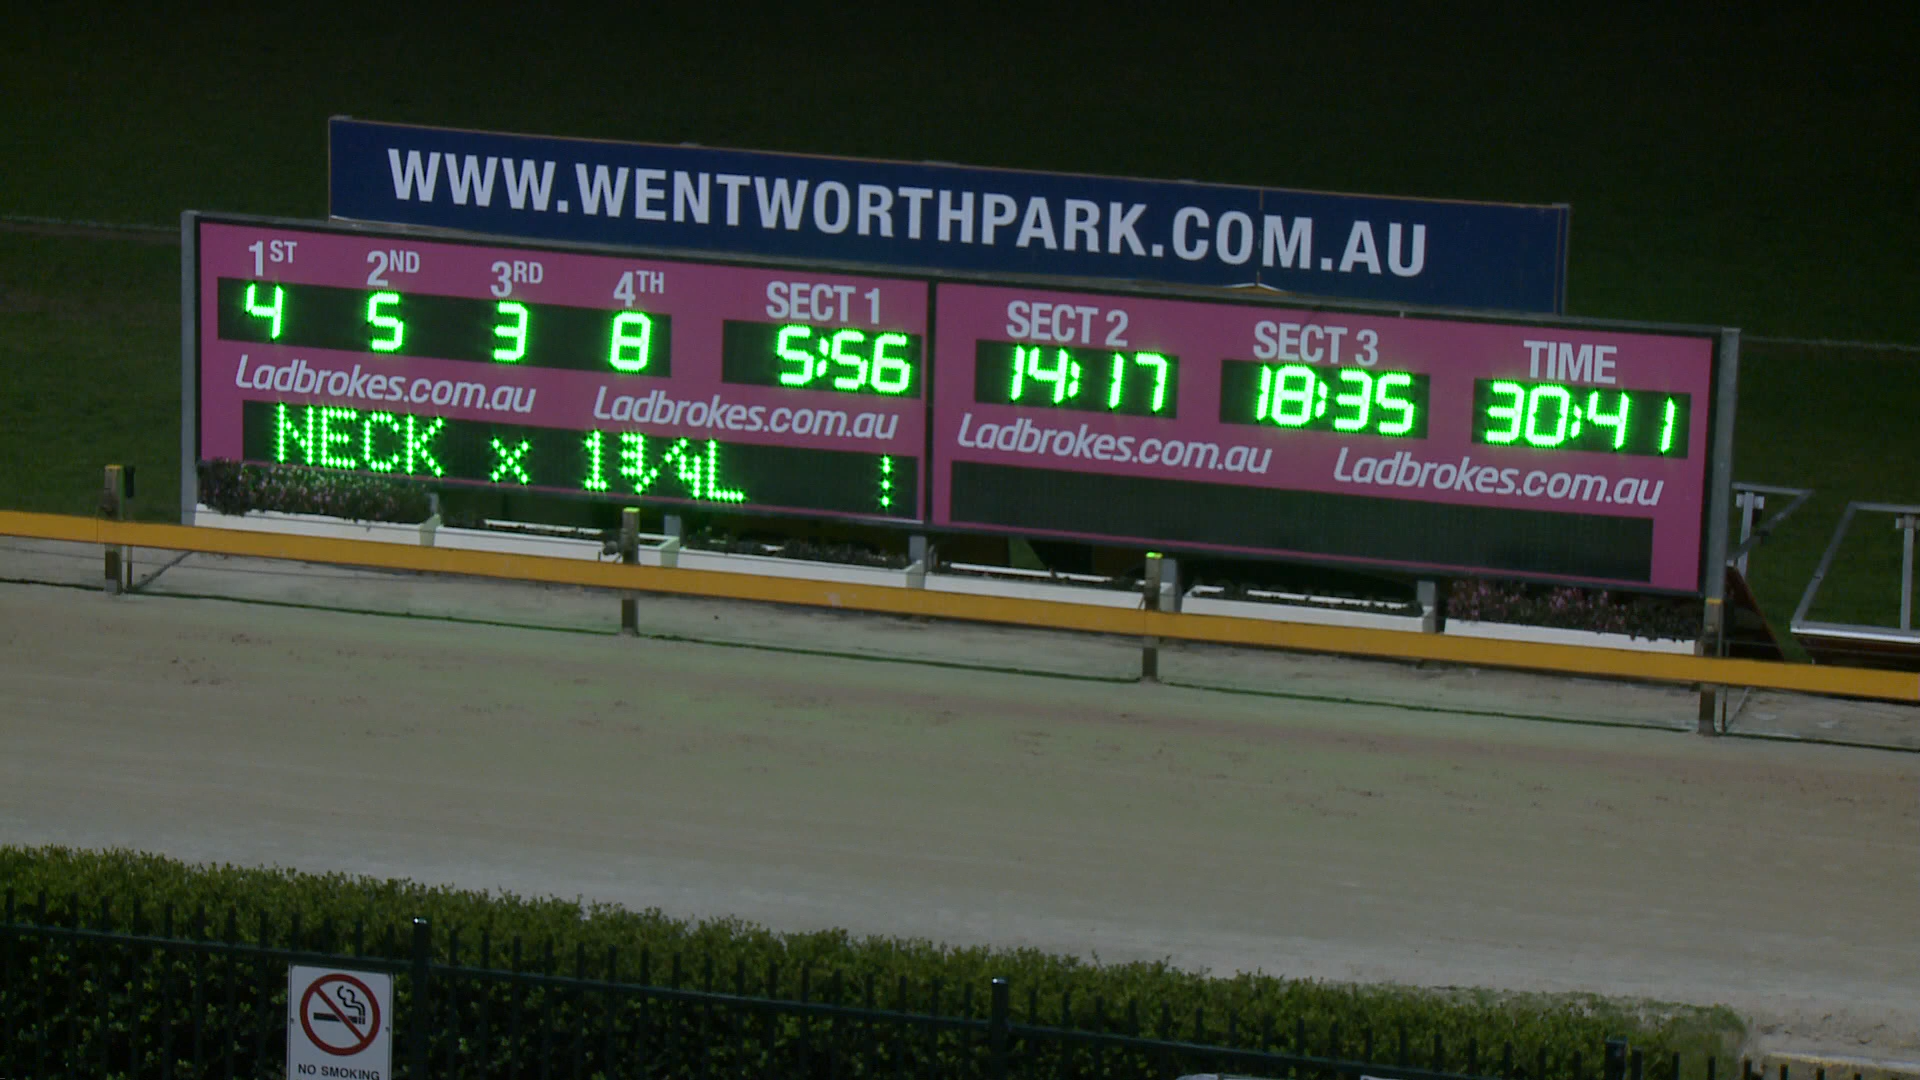 WWW.WENTWORTHPARK.COM.AU
1ST 2ND 3RD 4TH SECT 1 SECT 2 SECT 3 TIME
4 5 3 8 5:56 14:17 18:35 30:41
Ladbrokes.com.au Ladbrokes.com.au Ladbrokes.com.au Ladbrokes.com.au
NECK x 1¾L
NO SMOKING